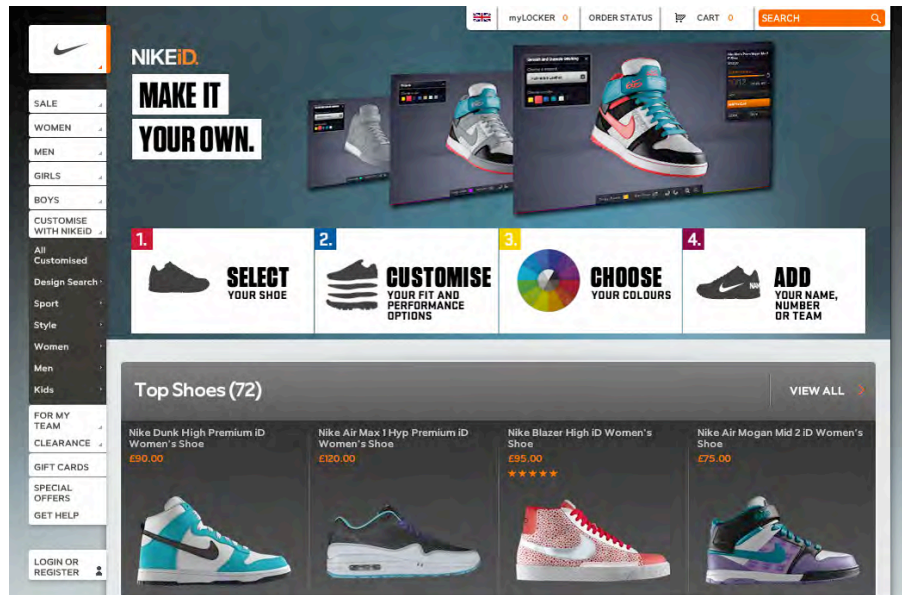 myLOCKER 0
ORDER STATUS
CART 0
SEARCH
NIKEiD.
MAKE IT
YOUR OWN.
SALE
WOMEN
MEN
GIRLS
BOYS
CUSTOMISE
WITH NIKEiD
All
Customised
Design Search
Sport
Style
Women
Men
Kids
FOR MY
TEAM
CLEARANCE
GIFT CARDS
SPECIAL
OFFERS
GET HELP
LOGIN OR
REGISTER
1.
SELECT
YOUR SHOE
2.
CUSTOMISE
YOUR FIT AND
PERFORMANCE
OPTIONS
3.
CHOOSE
YOUR COLOURS
4.
ADD
YOUR NAME,
NUMBER
OR TEAM
Top Shoes (72)
VIEW ALL
Nike Dunk High Premium iD
Women's Shoe
£90.00
Nike Air Max 1 Hyp Premium iD
Women's Shoe
£120.00
Nike Blazer High iD Women's
Shoe
£95.00
Nike Air Mogan Mid 2 iD Women's
Shoe
£75.00